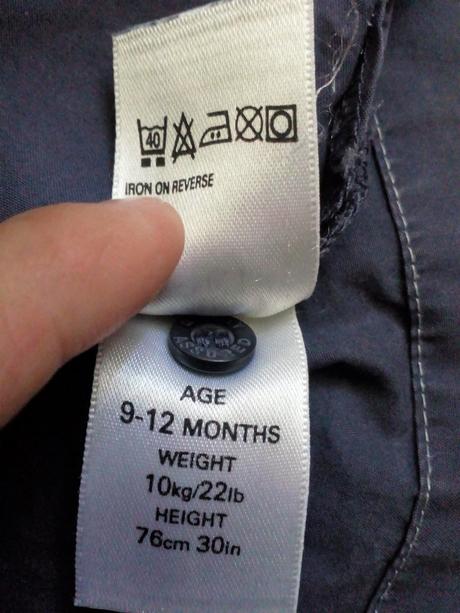 40
IRON ON REVERSE
AGE
9-12 MONTHS
WEIGHT
10kg/22lb
HEIGHT
76cm 30in